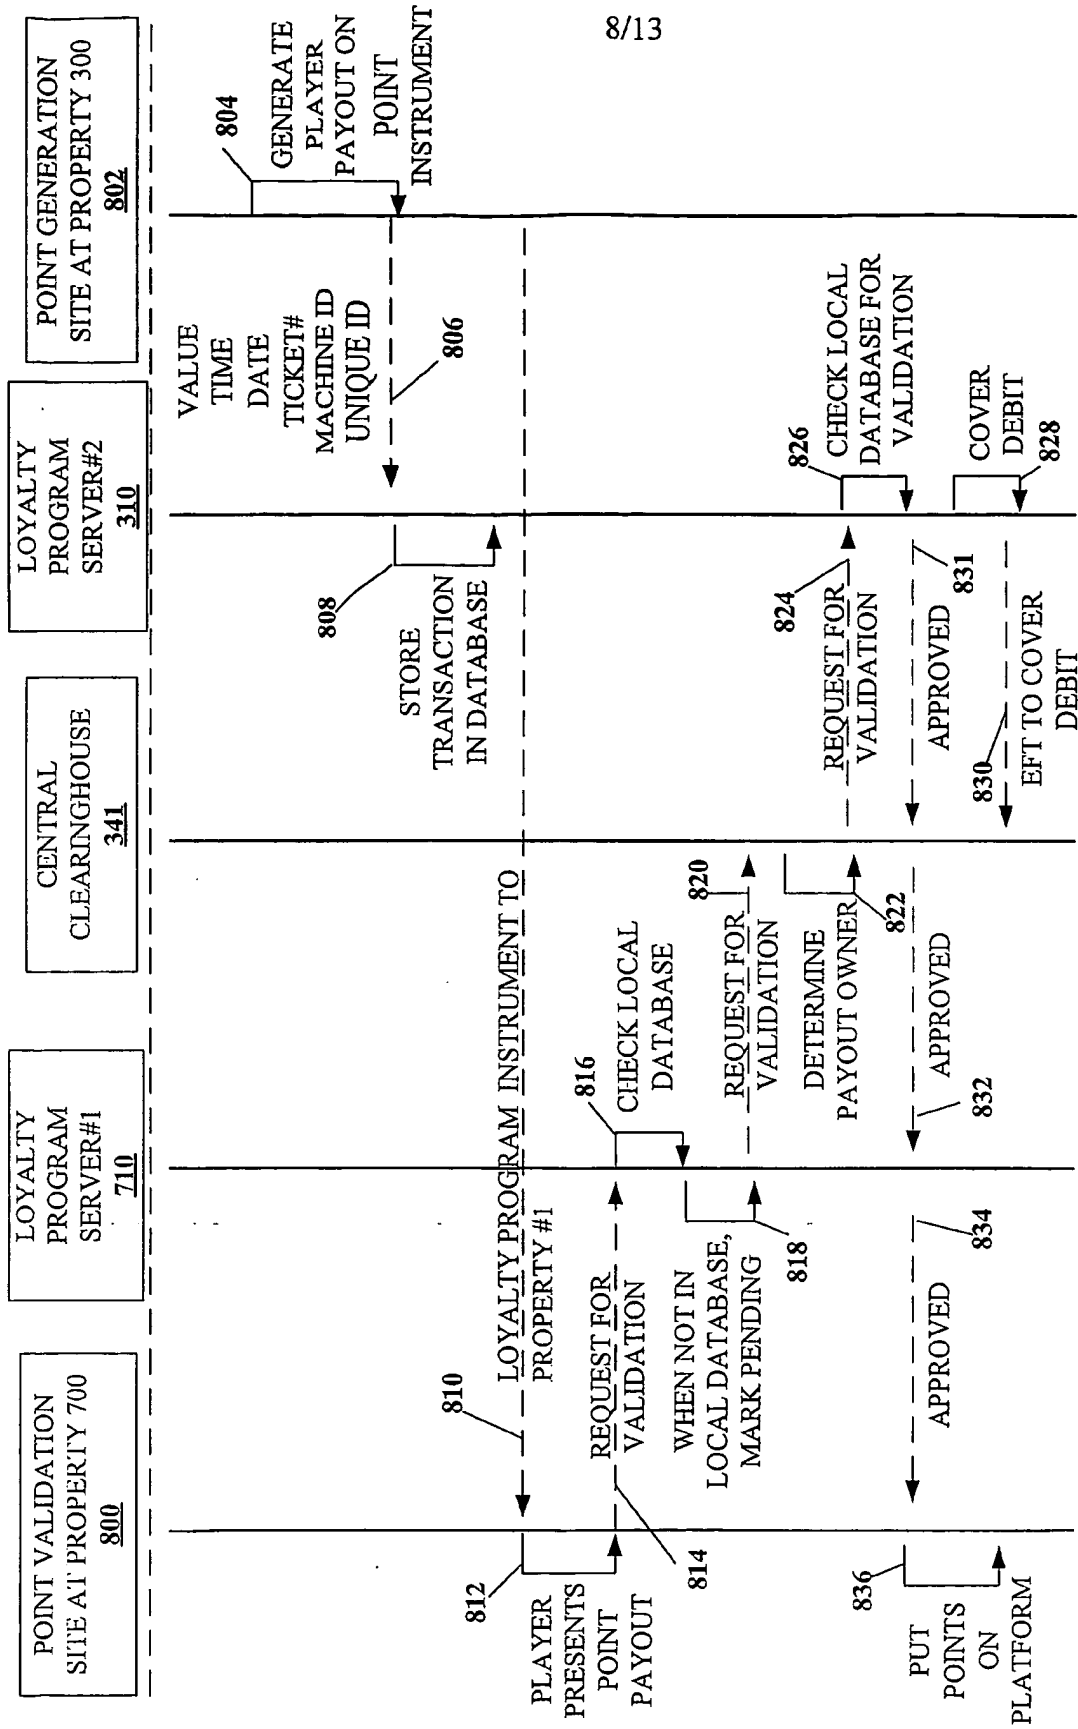 8/13
POINT VALIDATION
SITE AT PROPERTY 700
800
LOYALTY
PROGRAM
SERVER#1
710
CENTRAL
CLEARINGHOUSE
341
LOYALTY
PROGRAM
SERVER#2
310
POINT GENERATION
SITE AT PROPERTY 300
802
804
GENERATE
PLAYER
PAYOUT ON
POINT
INSTRUMENT
VALUE
TIME
DATE
TICKET#
MACHINE ID
UNIQUE ID
806
808
STORE
TRANSACTION
IN DATABASE
810
LOYALTY PROGRAM INSTRUMENT TO
PROPERTY #1
812
PLAYER
PRESENTS
POINT
PAYOUT
814
REQUEST FOR
VALIDATION
816
CHECK LOCAL
DATABASE
818
WHEN NOT IN
LOCAL DATABASE,
MARK PENDING
820
REQUEST FOR
VALIDATION
822
DETERMINE
PAYOUT OWNER
824
REQUEST FOR
VALIDATION
826
CHECK LOCAL
DATABASE FOR
VALIDATION
828
COVER
DEBIT
831
APPROVED
830
EFT TO COVER
DEBIT
832
APPROVED
834
APPROVED
836
PUT
POINTS
ON
PLATFORM